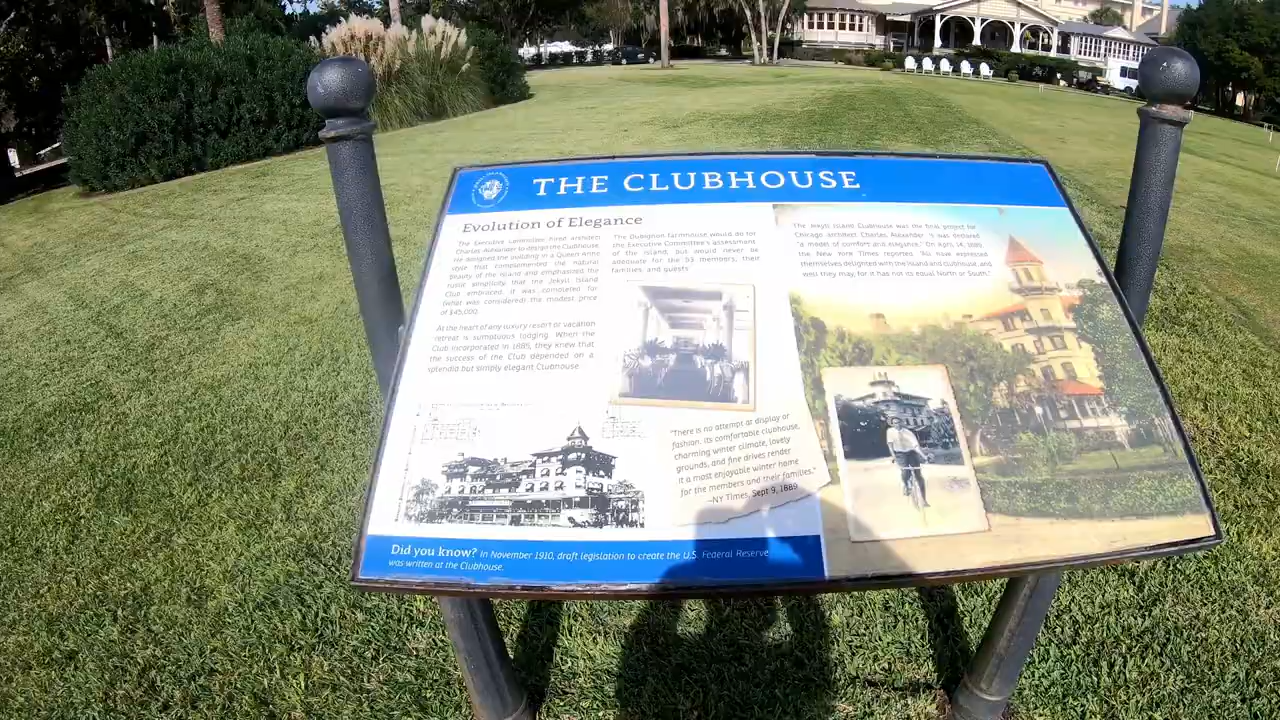 THE CLUBHOUSE
Evolution of Elegance
The Executive Committee hired architect
Charles Alexander to design the Clubhouse.
He designed the building in a Queen Anne
style that complemented the natural
beauty of the island and emphasized the
rustic simplicity that the Jekyll Island
Club embraced. It was completed for
(what was considered) the modest price
of $45,000.
At the heart of any luxury resort or vacation
retreat is sumptuous lodging. When the
Club incorporated in 1885, they knew that
the success of the Club depended on a
splendid but simply elegant Clubhouse.
The DuBignon farmhouse would do for
the Executive Committee's assessment
of the island, but would never be
adequate for the 53 members, their
families, and guests.
"There is no attempt at display or
fashion. Its comfortable clubhouse,
charming winter climate, lovely
grounds, and fine drives render
it a most enjoyable winter home
for the members and their families."
—NY Times, Sept 9, 1889
The Jekyll Island Clubhouse was the final project for
Chicago architect Charles Alexander. It was declared
"a model of comfort and elegance." On April 14, 1889,
the New York Times reported, "All have expressed
themselves delighted with the island and clubhouse, and
well they may, for it has not its equal North or South."
Did you know? In November 1910, draft legislation to create the U.S. Federal Reserve
was written at the Clubhouse.